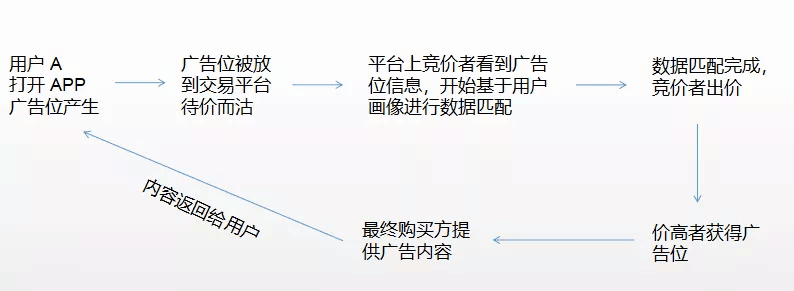 用户 A
打开 APP
广告位产生
广告位被放
到交易平台
待价而沽
平台上竞价者看到广告
位信息，开始基于用户
画像进行数据匹配
数据匹配完成，
竞价者出价
价高者获得广
告位
最终购买方提
供广告内容
内容返回给用户